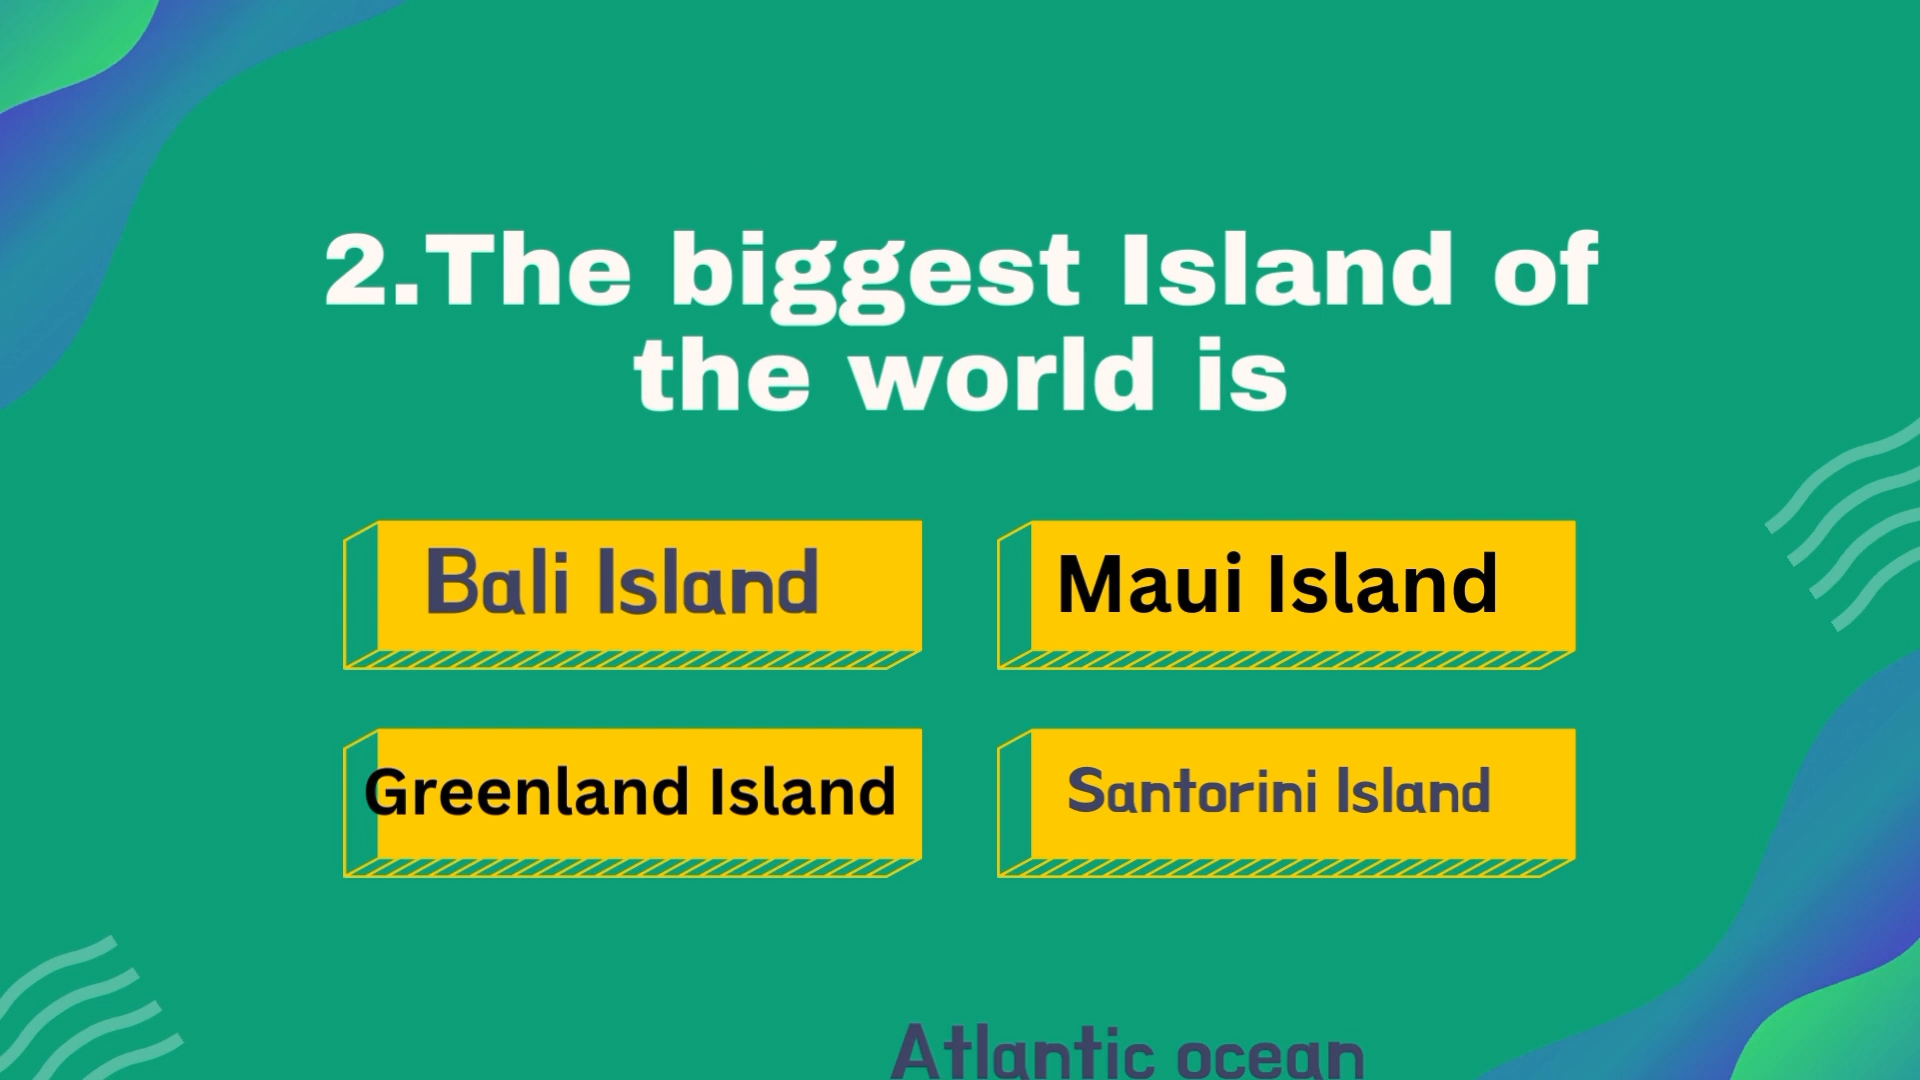 2.The biggest Island of
the world is
Bali Island
Maui Island
Greenland Island
Santorini Island
Atlantic ocean